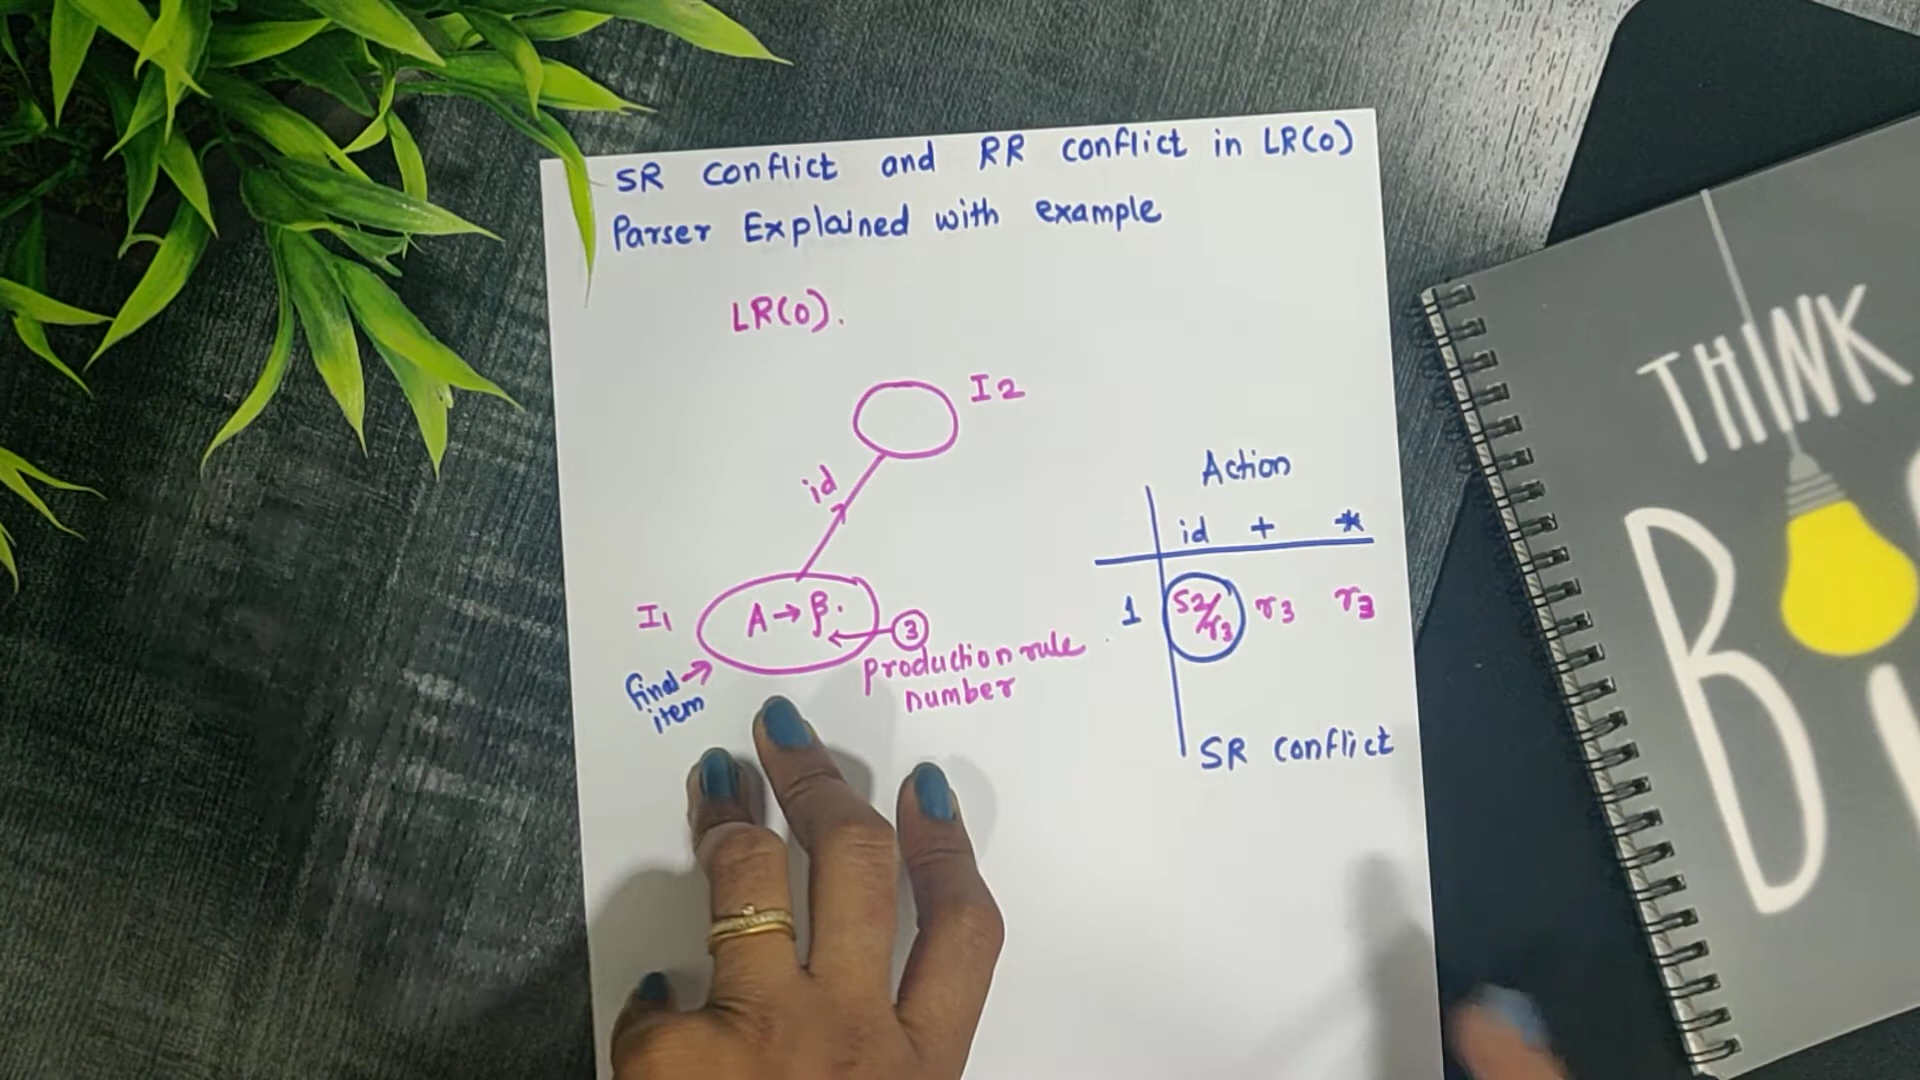 SR conflict and RR conflict in LR(0)
Parser Explained with example
LR(0).
I2
id
I1
A→β.
3
production rule
number
final
item
Action
id + *
1 S2/r3 r3 r3
SR conflict
THINK